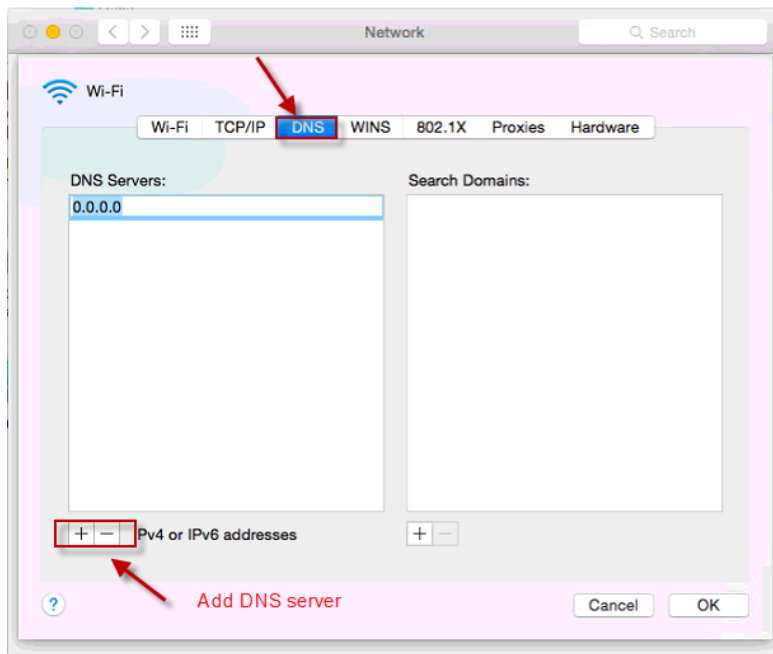 Network
Search
Wi-Fi
Wi-Fi TCP/IP DNS WINS 802.1X Proxies Hardware
DNS Servers: Search Domains:
0.0.0.0
+ − Pv4 or IPv6 addresses + −
Add DNS server
? Cancel OK